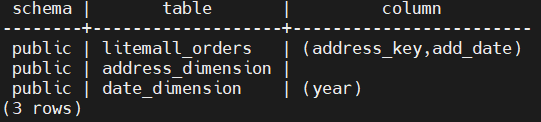 schema |       table       |         column
--------+-------------------+------------------------
 public | litemall_orders   | (address_key,add_date)
 public | address_dimension |
 public | date_dimension    | (year)
(3 rows)